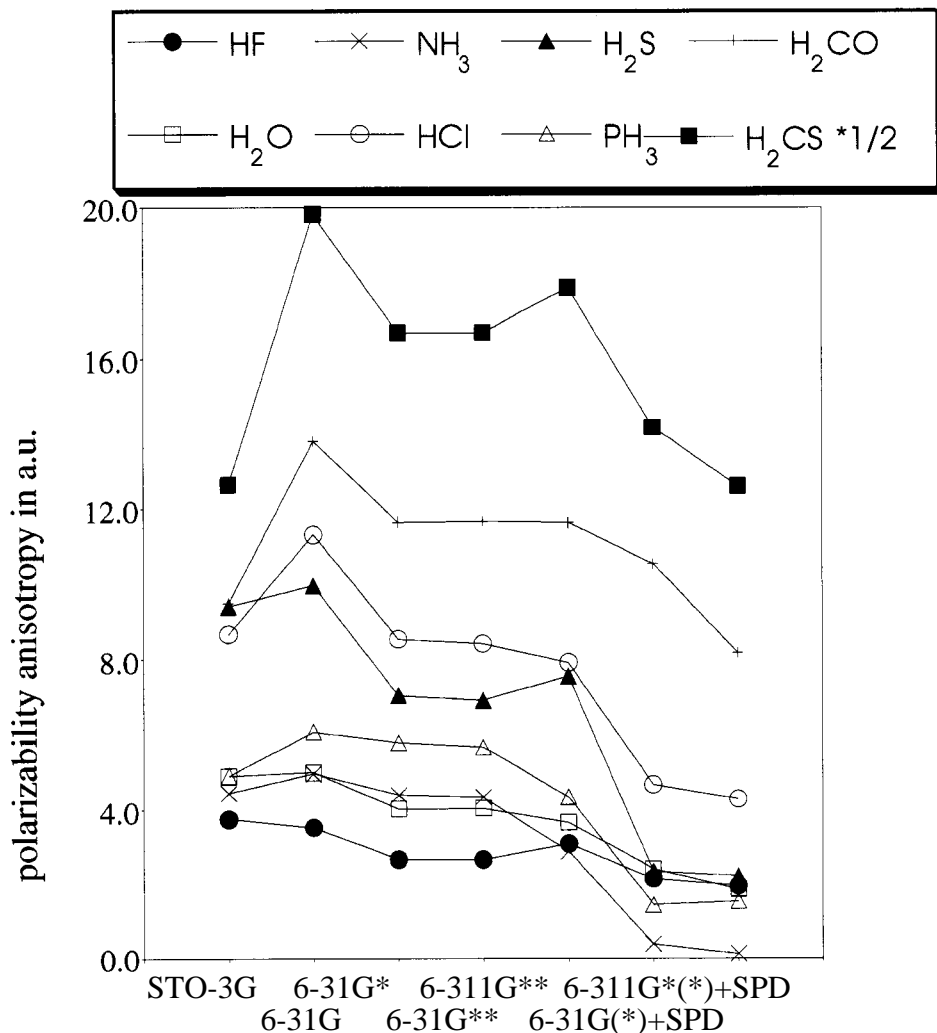 HF NH3 H2S H2CO
H2O HCl PH3 H2CS *1/2
polarizability anisotropy in a.u.
20.0
16.0
12.0
8.0
4.0
0.0
STO-3G 6-31G* 6-311G** 6-311G*(*)+SPD
6-31G 6-31G** 6-31G(*)+SPD